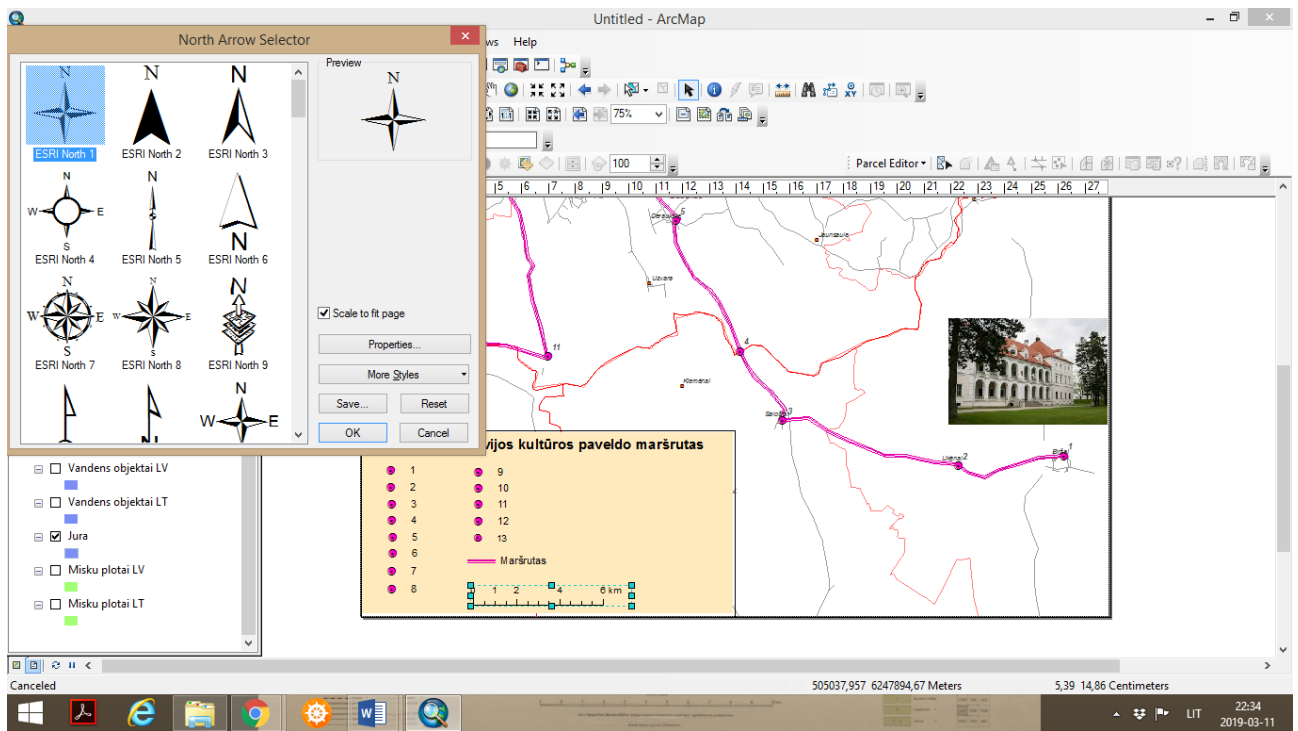 Untitled - ArcMap
North Arrow Selector
ws Help
N N N
ESRI North 1 ESRI North 2 ESRI North 3
N
W E
S
N
N
ESRI North 4 ESRI North 5 ESRI North 6
N
W E
S
N
W E
S
N
ESRI North 7 ESRI North 8 ESRI North 9
N
N
W E
Preview
N
Scale to fit page
Properties...
More Styles
Save... Reset
OK Cancel
75%
100
Parcel Editor
5 6 7 8 9 10 11 12 13 14 15 16 17 18 19 20 21 22 23 24 25 26 27
5
Jaunsaule
Uzvara
4
11
Klemėnai
3
Likėnai 2
1
vijos kultūros paveldo maršrutas
1 9
2 10
3 11
4 12
5 13
6
7
8
Maršrutas
0 1 2 4 6 km
Vandens objektai LV
Vandens objektai LT
Jura
Misku plotai LV
Misku plotai LT
Canceled
505037,957 6247894,67 Meters
5,39 14,86 Centimeters
LIT
22:34
2019-03-11